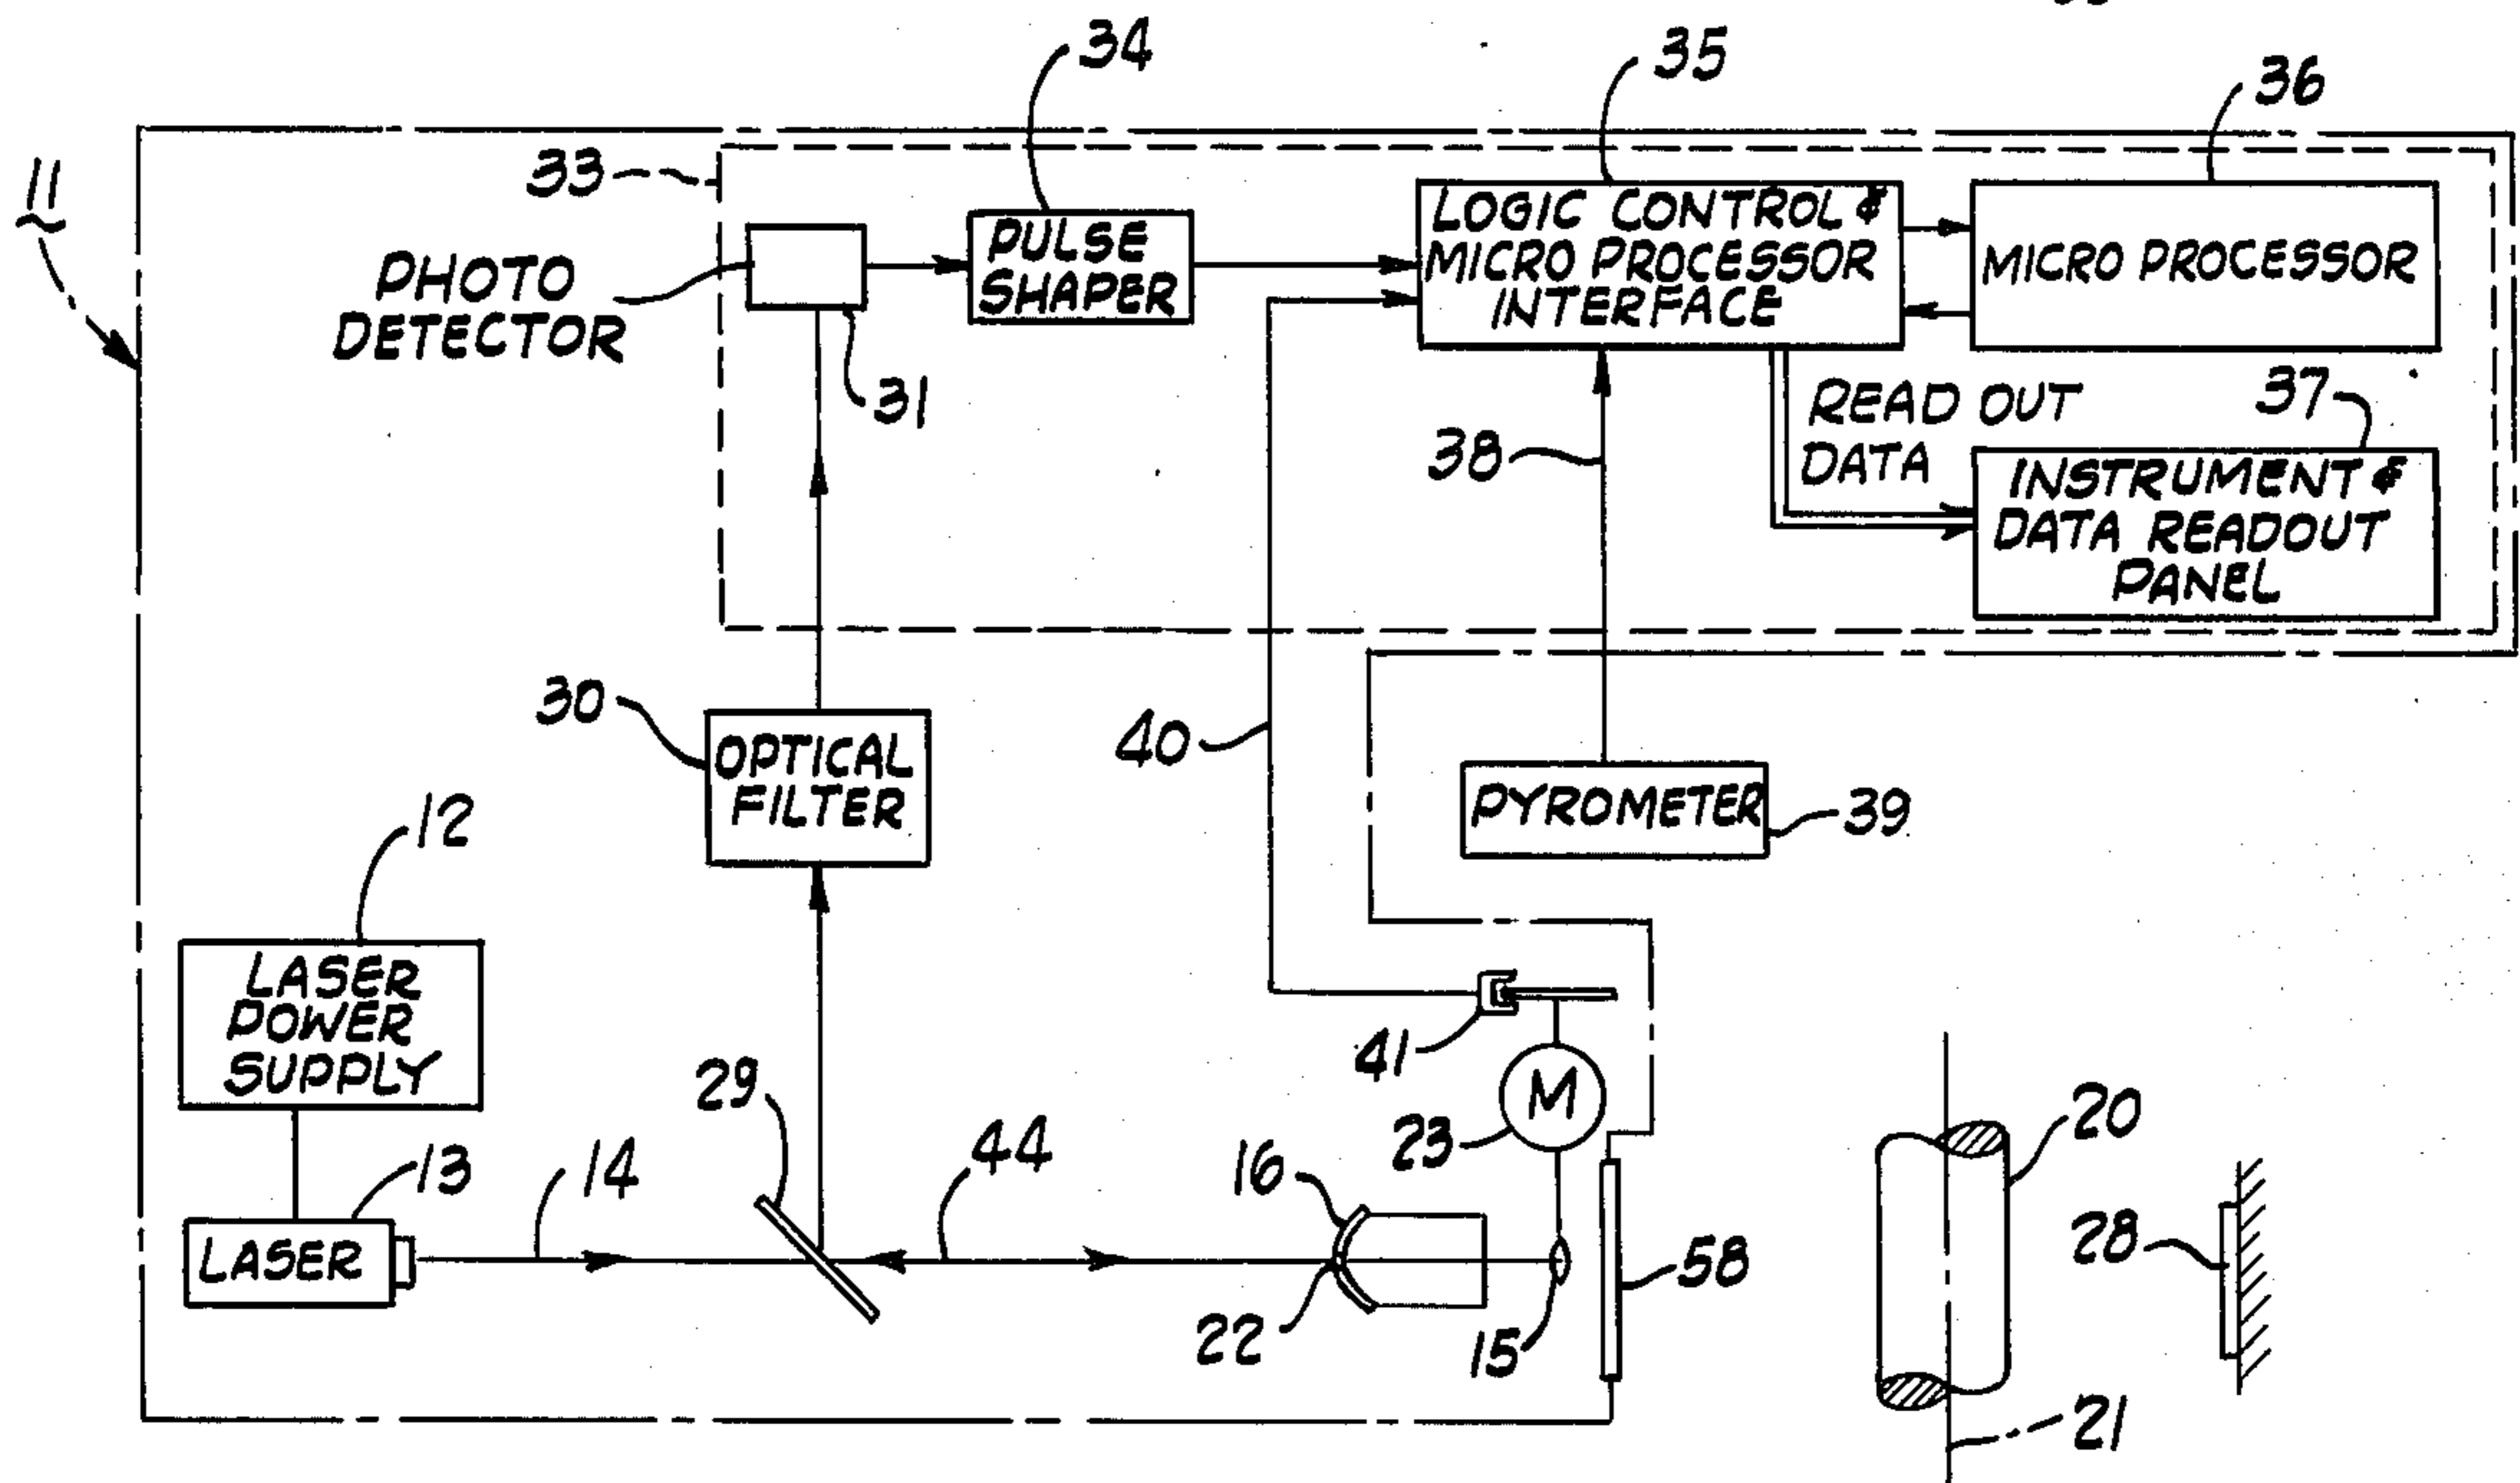 34
35
36
11
33
PHOTO
DETECTOR
31
PULSE
SHAPER
LOGIC CONTROL &
MICRO PROCESSOR
INTERFACE
MICRO PROCESSOR
READ OUT
DATA
37
38
INSTRUMENT &
DATA READOUT
PANEL
30
OPTICAL
FILTER
40
PYROMETER
39
12
LASER
POWER
SUPPLY
41
M
23
29
13
14
44
16
20
LASER
22
15
58
28
21